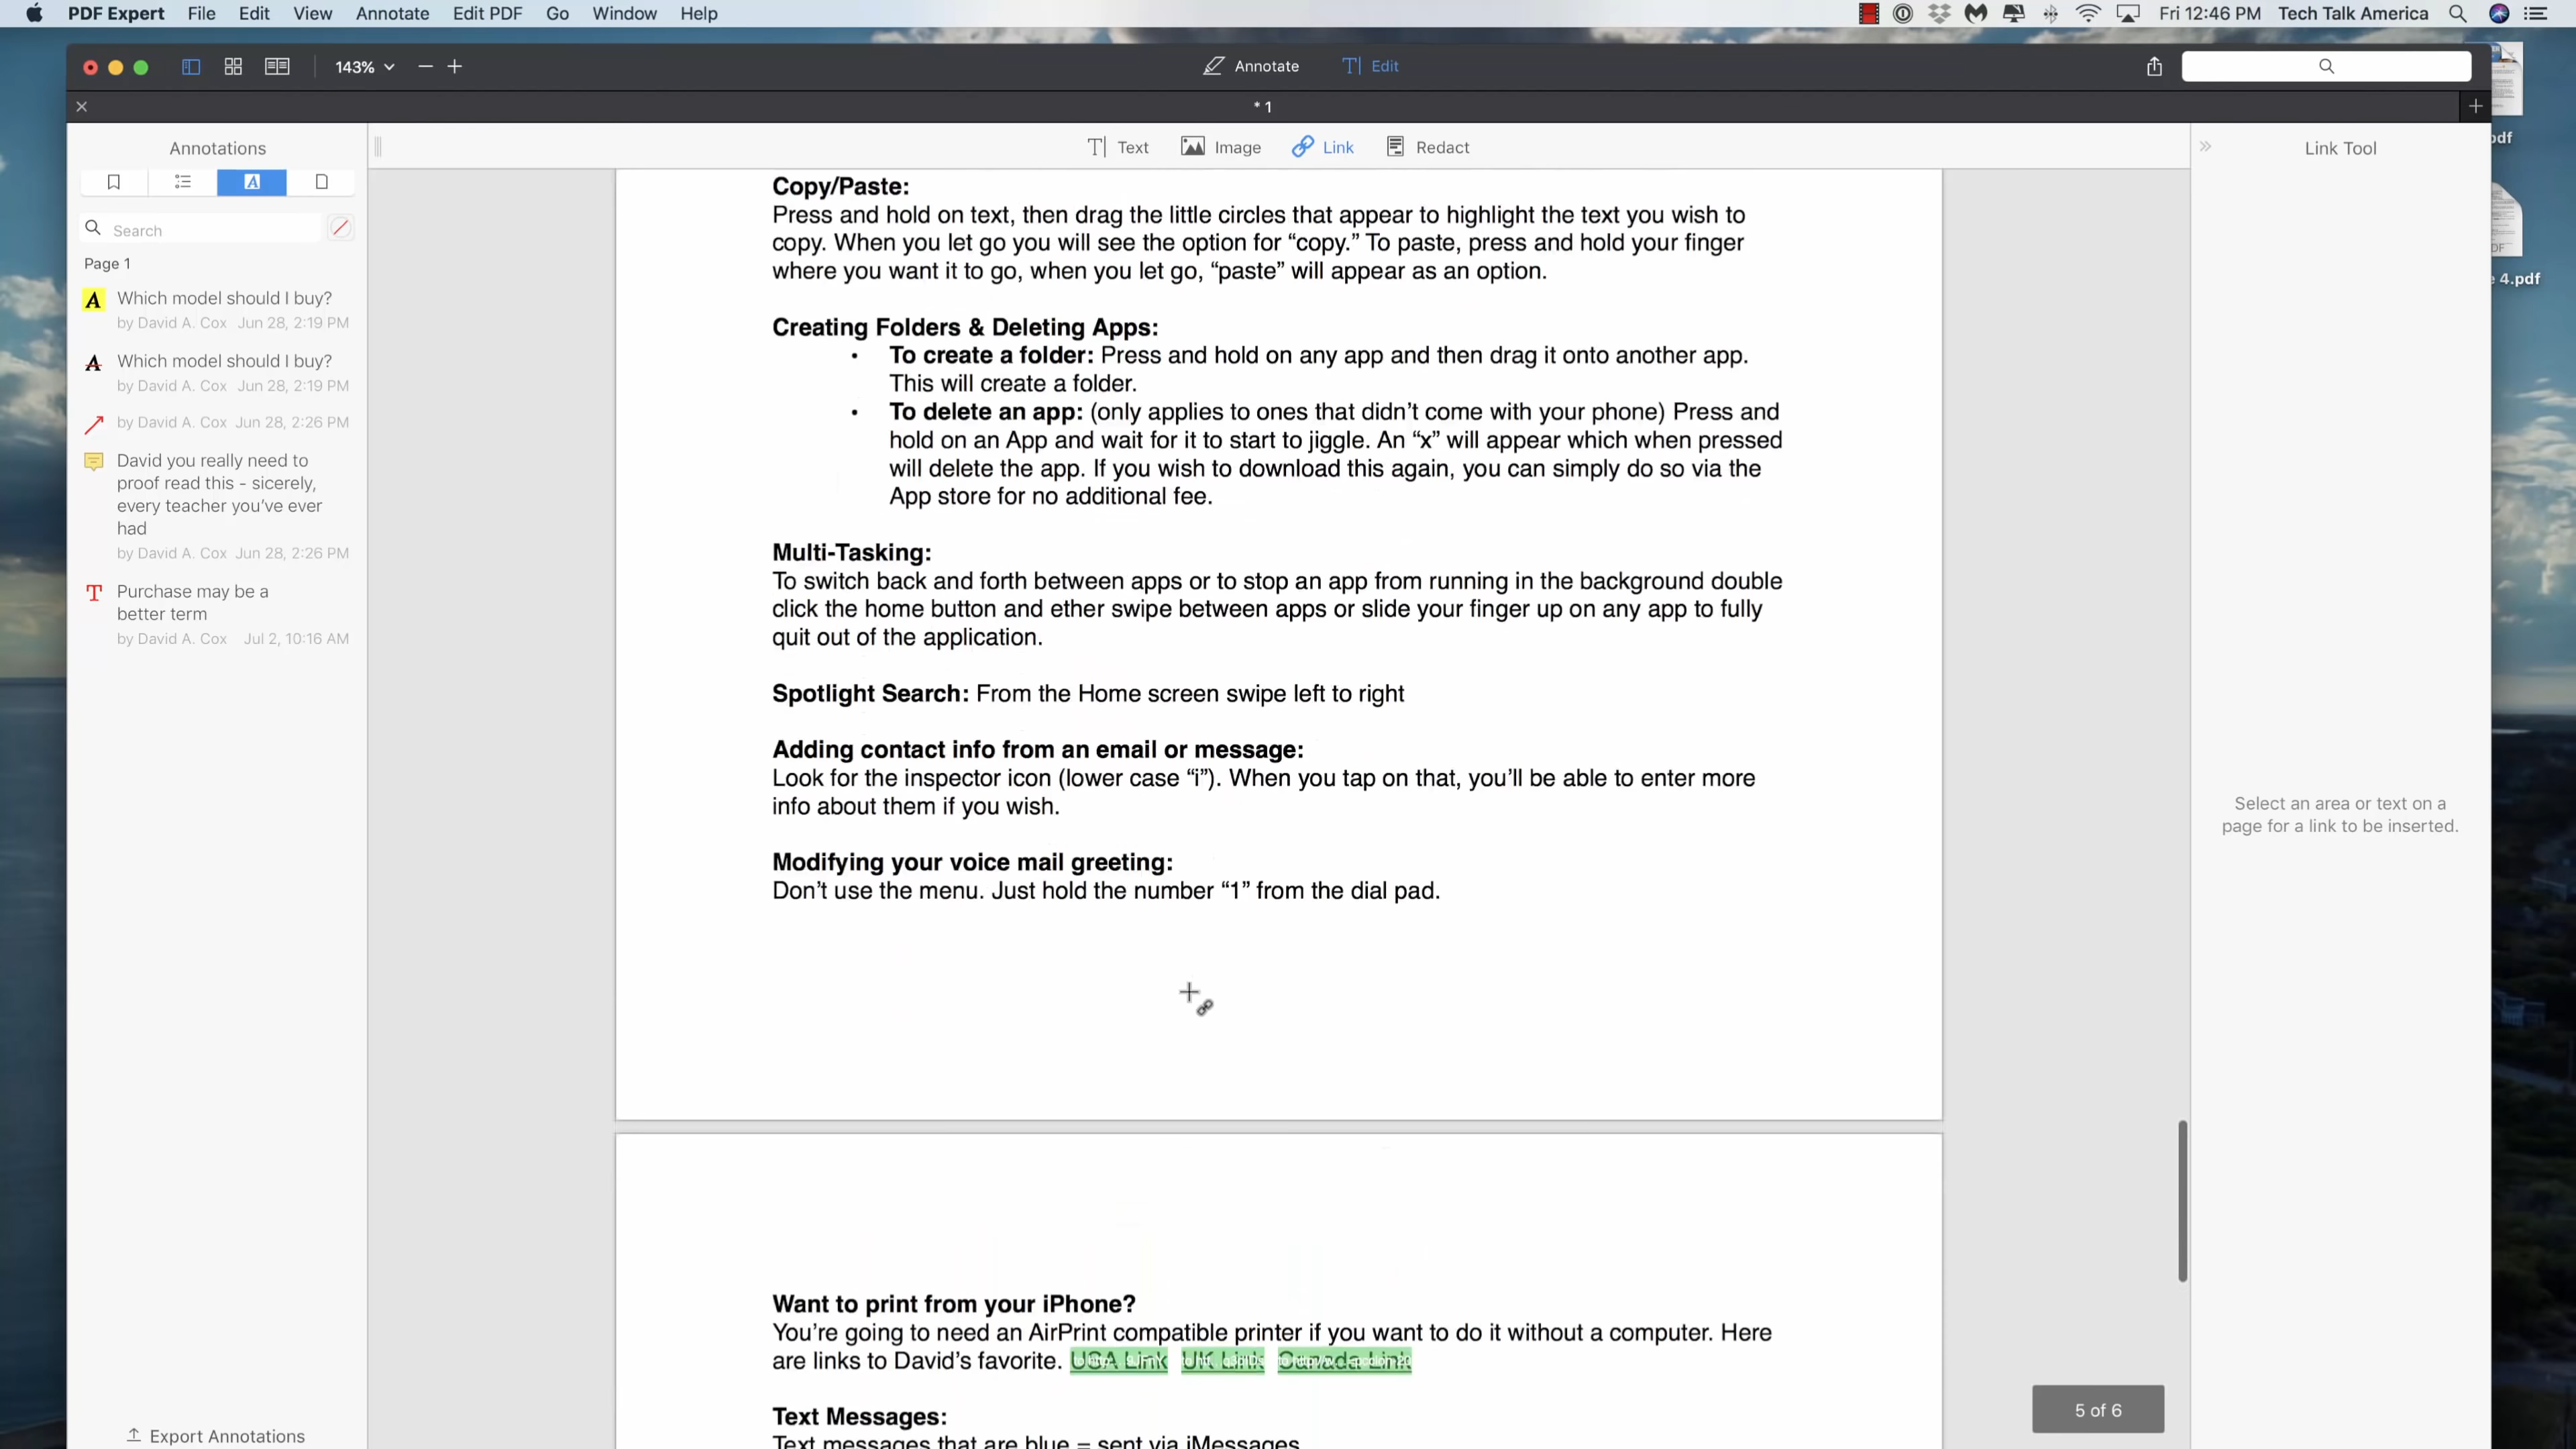 PDF Expert File Edit View Annotate Edit PDF Go Window Help
Fri 12:46 PM Tech Talk America
143%
Annotate Edit
* 1
Annotations
Text Image Link Redact
Link Tool
Search
Page 1
Which model should I buy?
by David A. Cox Jun 28, 2:19 PM
Which model should I buy?
by David A. Cox Jun 28, 2:19 PM
by David A. Cox Jun 28, 2:26 PM
David you really need to
proof read this - sicerely,
every teacher you've ever
had
by David A. Cox Jun 28, 2:26 PM
Purchase may be a
better term
by David A. Cox Jul 2, 10:16 AM
Export Annotations
Copy/Paste:
Press and hold on text, then drag the little circles that appear to highlight the text you wish to
copy. When you let go you will see the option for “copy.” To paste, press and hold your finger
where you want it to go, when you let go, “paste” will appear as an option.
Creating Folders & Deleting Apps:
• To create a folder: Press and hold on any app and then drag it onto another app.
This will create a folder.
• To delete an app: (only applies to ones that didn’t come with your phone) Press and
hold on an App and wait for it to start to jiggle. An “x” will appear which when pressed
will delete the app. If you wish to download this again, you can simply do so via the
App store for no additional fee.
Multi-Tasking:
To switch back and forth between apps or to stop an app from running in the background double
click the home button and ether swipe between apps or slide your finger up on any app to fully
quit out of the application.
Spotlight Search: From the Home screen swipe left to right
Adding contact info from an email or message:
Look for the inspector icon (lower case “i”). When you tap on that, you’ll be able to enter more
info about them if you wish.
Modifying your voice mail greeting:
Don’t use the menu. Just hold the number “1” from the dial pad.
Want to print from your iPhone?
You’re going to need an AirPrint compatible printer if you want to do it without a computer. Here
are links to David’s favorite. USA Link UK Link Canada Link
Text Messages:
Text messages that are blue = sent via iMessages
5 of 6
Select an area or text on a
page for a link to be inserted.
pdf
4.pdf